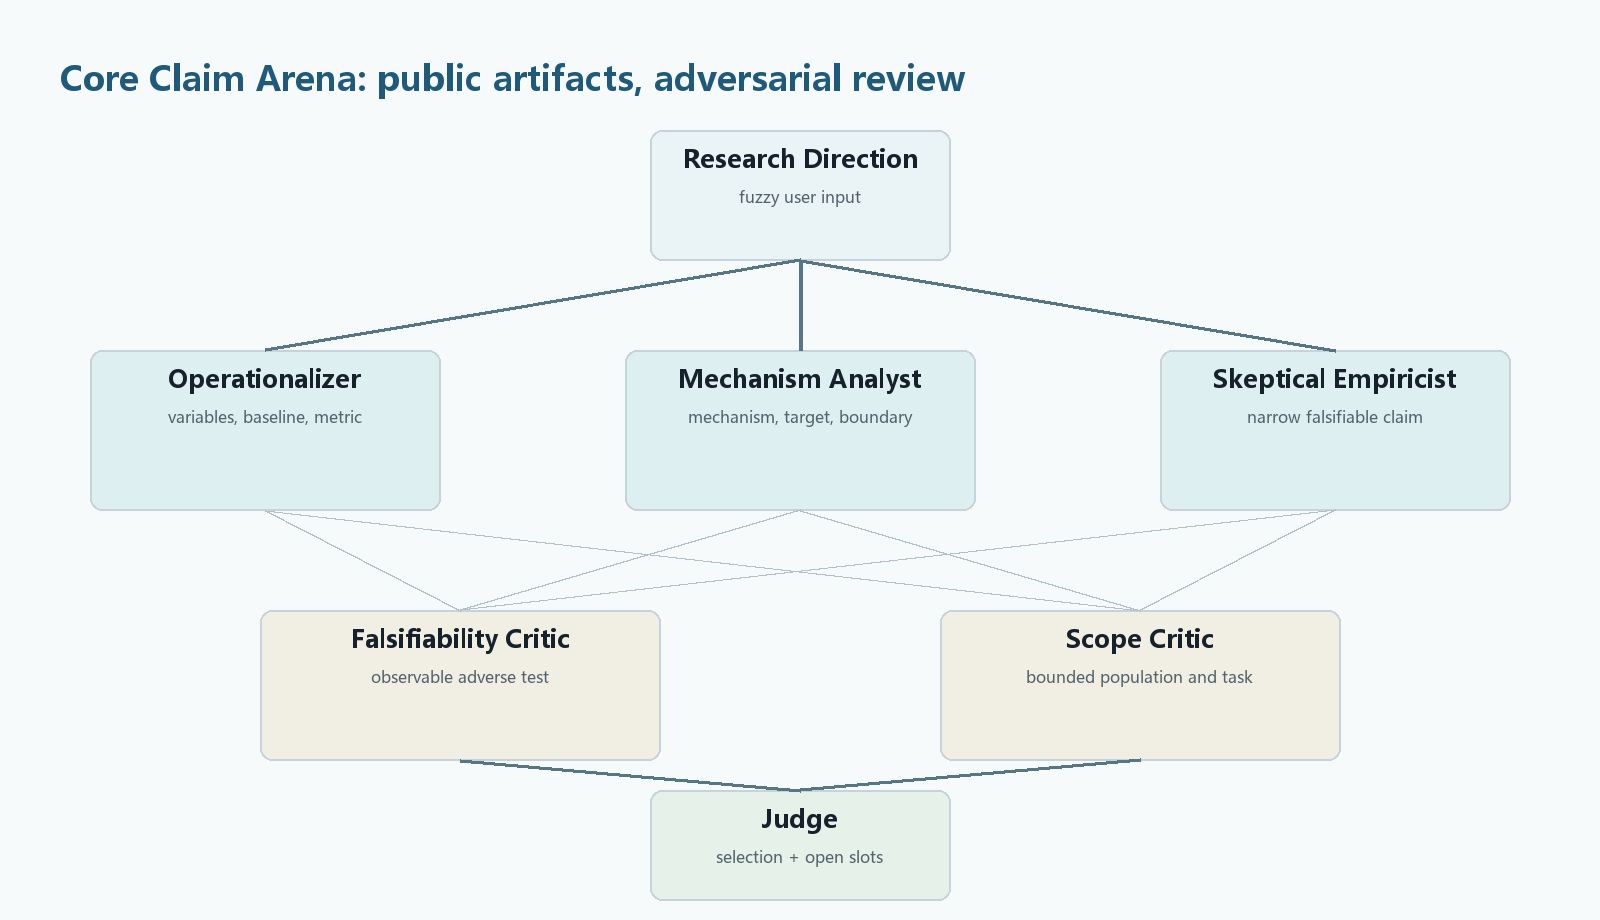 Core Claim Arena: public artifacts, adversarial review
Research Direction
fuzzy user input
Operationalizer
variables, baseline, metric
Mechanism Analyst
mechanism, target, boundary
Skeptical Empiricist
narrow falsifiable claim
Falsifiability Critic
observable adverse test
Scope Critic
bounded population and task
Judge
selection + open slots